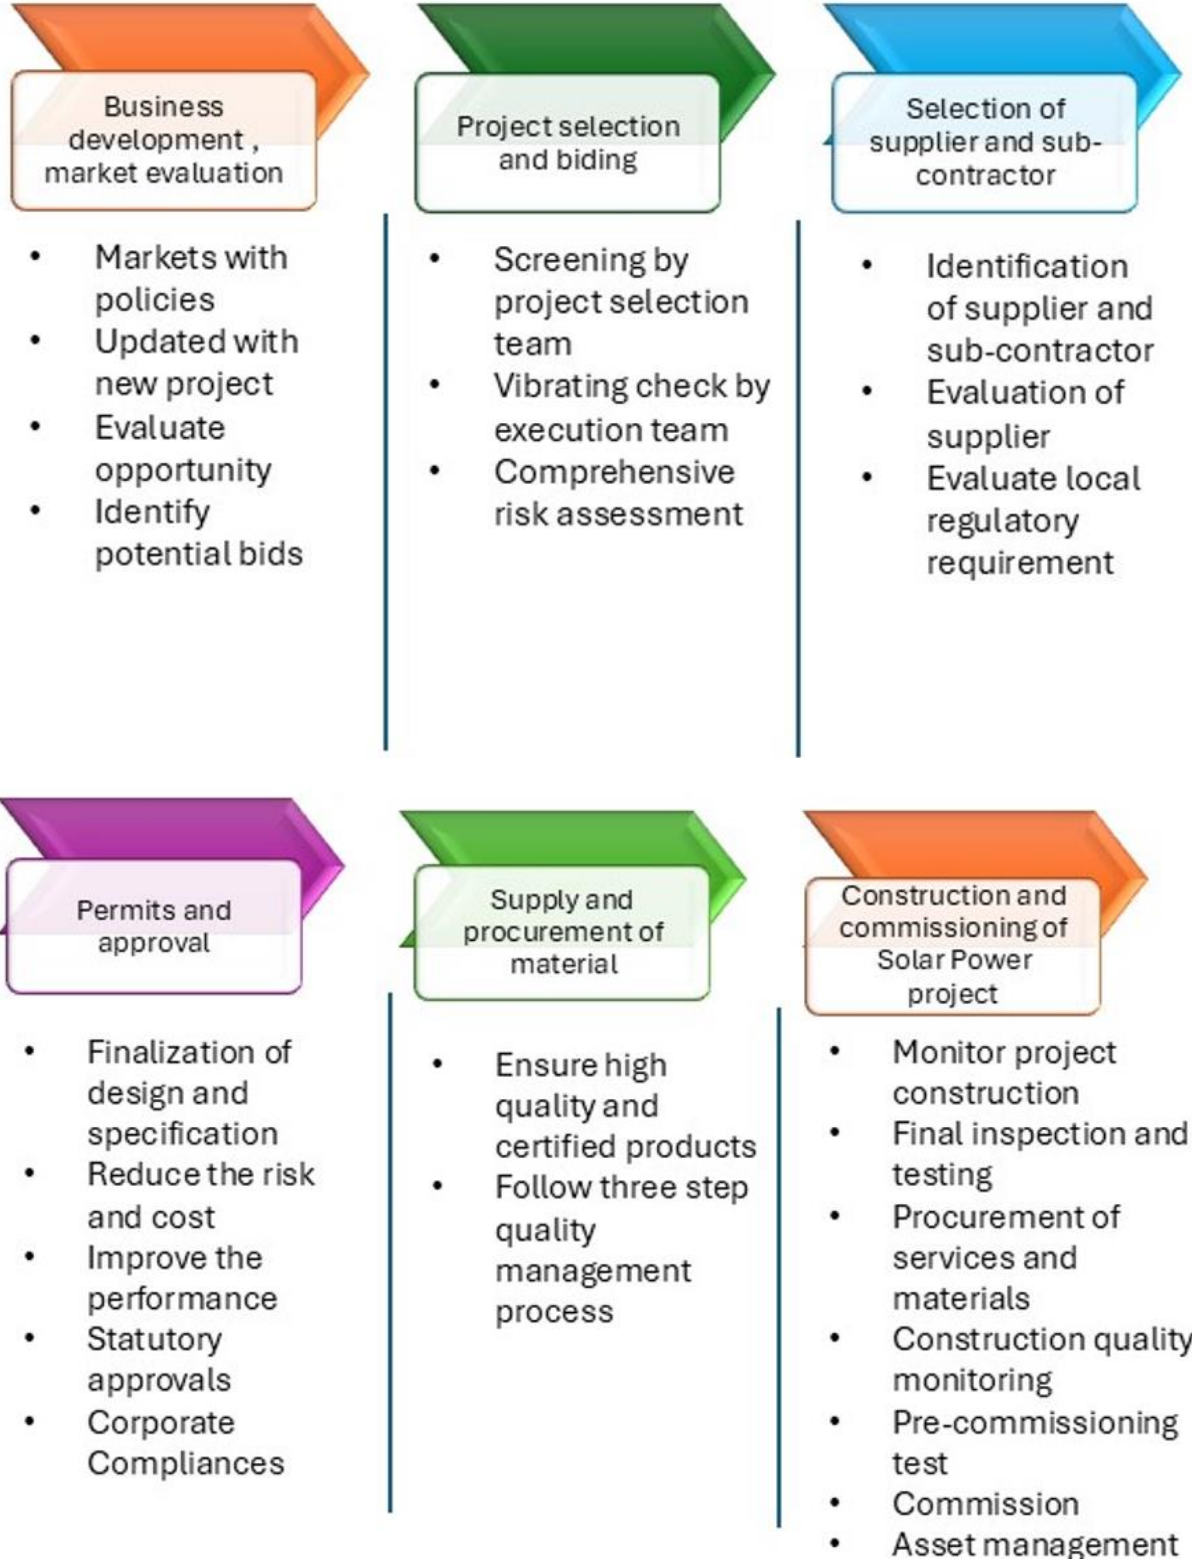 Business
development ,
market evaluation
• Markets with
policies
• Updated with
new project
• Evaluate
opportunity
• Identify
potential bids
Project selection
and biding
• Screening by
project selection
team
• Vibrating check by
execution team
• Comprehensive
risk assessment
Selection of
supplier and sub-
contractor
• Identification
of supplier and
sub-contractor
• Evaluation of
supplier
• Evaluate local
regulatory
requirement
Permits and
approval
• Finalization of
design and
specification
• Reduce the risk
and cost
• Improve the
performance
• Statutory
approvals
• Corporate
Compliances
Supply and
procurement of
material
• Ensure high
quality and
certified products
• Follow three step
quality
management
process
Construction and
commissioning of
Solar Power
project
• Monitor project
construction
• Final inspection and
testing
• Procurement of
services and
materials
• Construction quality
monitoring
• Pre-commissioning
test
• Commission
• Asset management